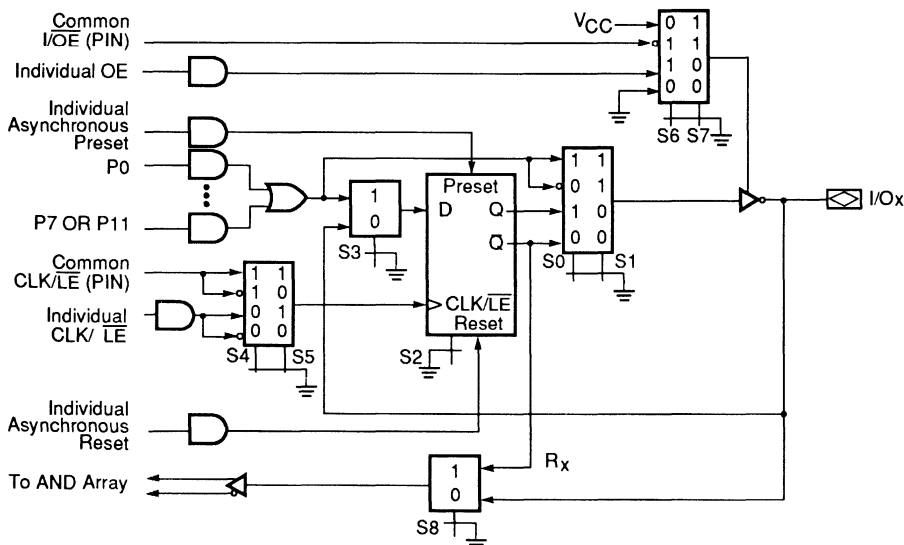 Common
I/OE (PIN)
Individual OE
Individual
Asynchronous
Preset
P0
P7 OR P11
Common
CLK/LE (PIN)
Individual
CLK/ LE
Individual
Asynchronous
Reset
To AND Array
VCC
0 1
1 1
1 0
0 0
S6 S7
1
0
S3
Preset
D Q
Q
CLK/LE
Reset
S2
1 1
0 1
1 0
0 0
S0 S1
I/Ox
1 1
1 0
0 1
0 0
S4 S5
Rx
1
0
S8